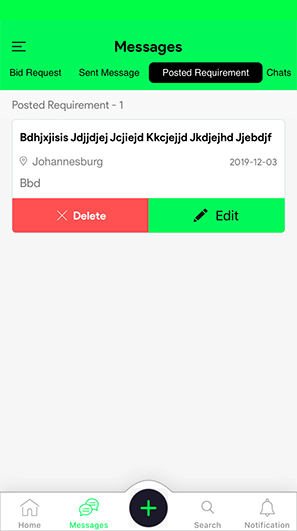 Messages
Bid Request Sent Message Posted Requirement Chats
Posted Requirement - 1
Bdhjxjisis Jdjjdjej Jcjiejd Kkcjejjd Jkdjejhd Jjebdjf
Johannesburg 2019-12-03
Bbd
Delete Edit
Home Messages Search Notification